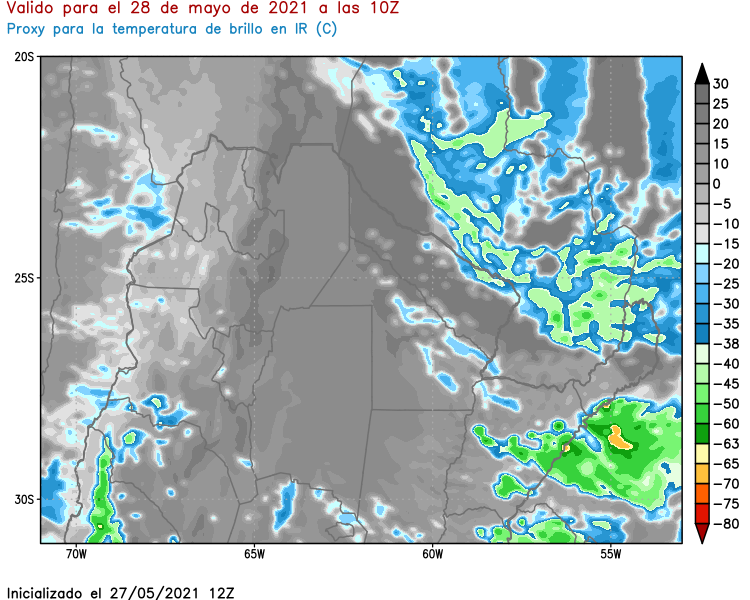 Valido para el 28 de mayo de 2021 a las 10Z
Proxy para la temperatura de brillo en IR (C)
20S
25S
30S
70W
65W
60W
55W
30
25
20
15
10
0
−5
−10
−15
−20
−25
−30
−35
−38
−40
−45
−50
−60
−63
−65
−70
−75
−80
Inicializado el 27/05/2021 12Z